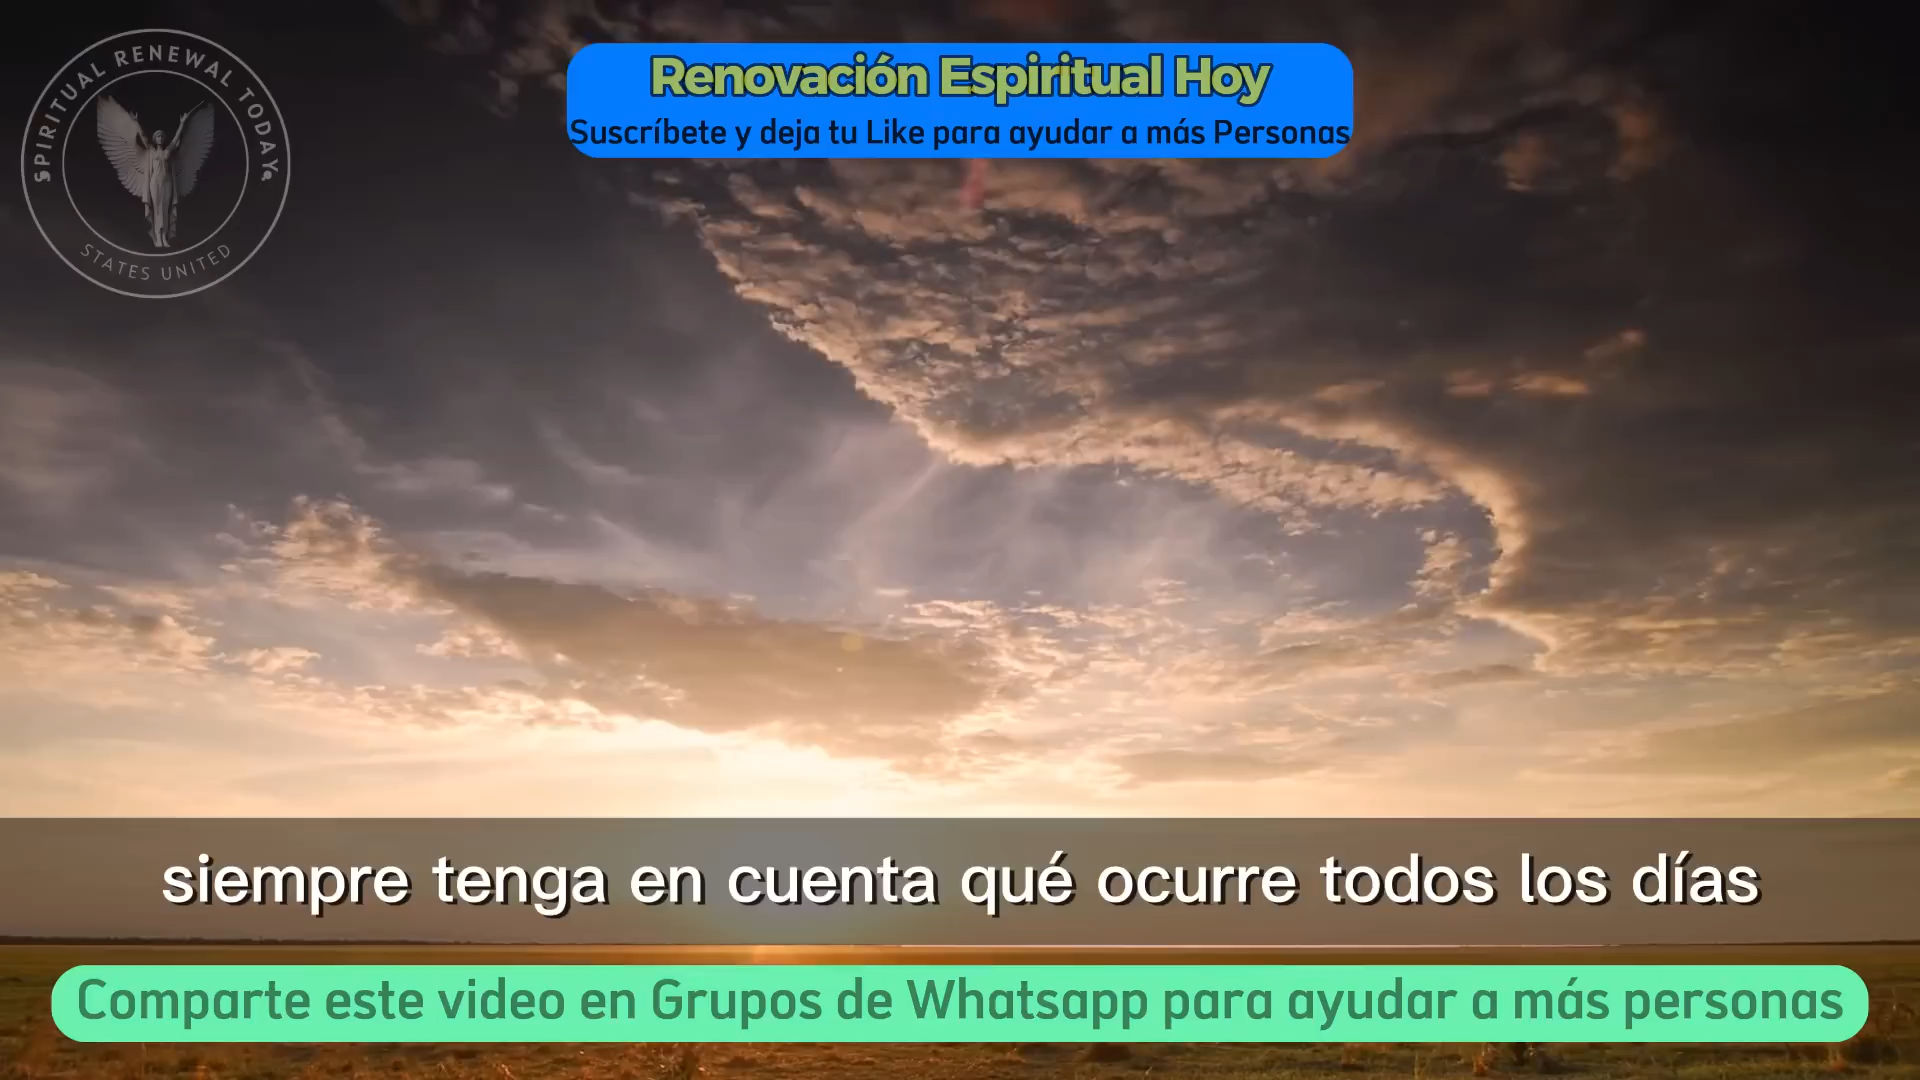 SPIRITUAL RENEWAL TODAY
STATES UNITED
Renovación Espiritual Hoy
Suscríbete y deja tu Like para ayudar a más Personas
siempre tenga en cuenta qué ocurre todos los días
Comparte este video en Grupos de Whatsapp para ayudar a más personas